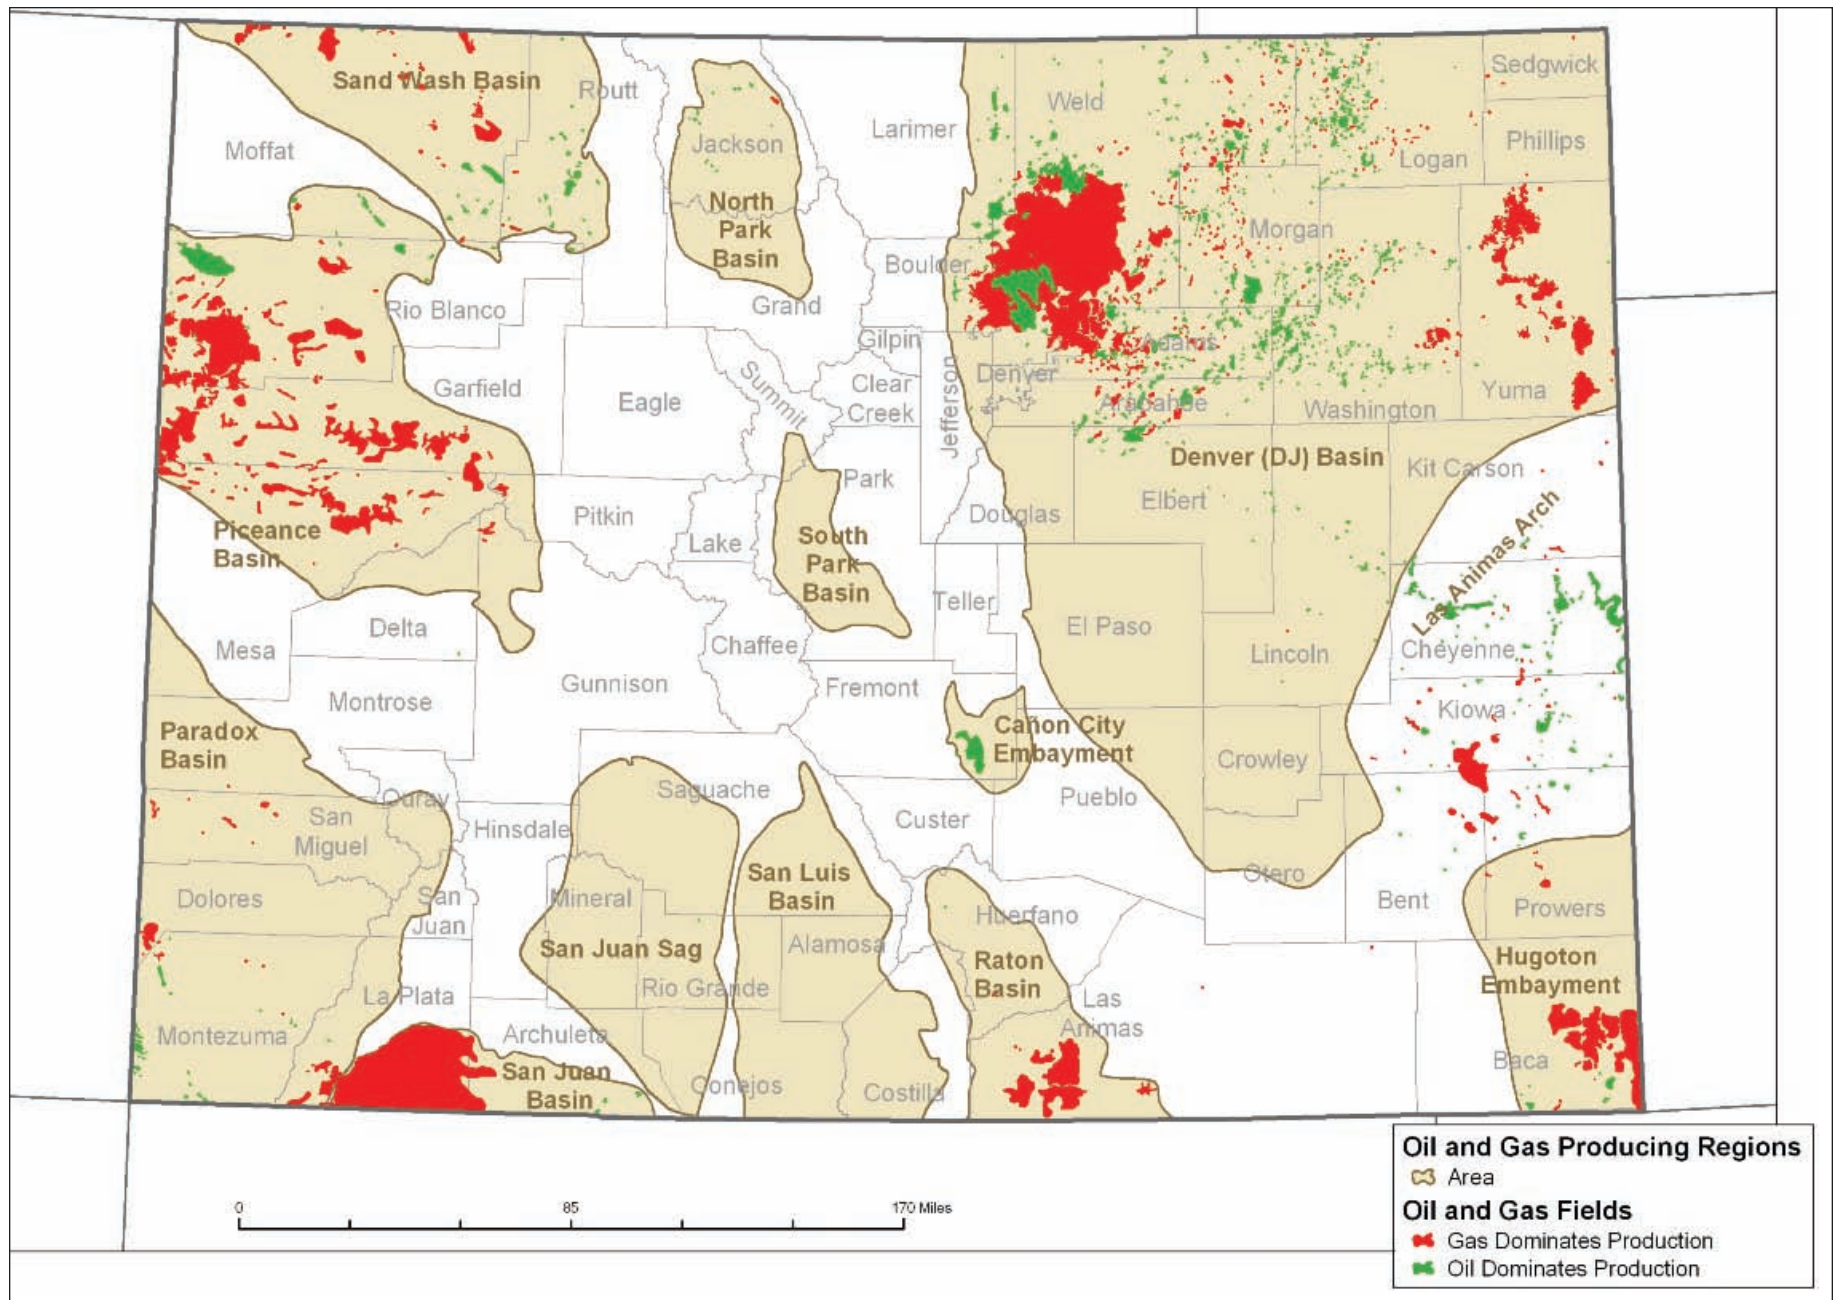 Sedgwick
Sand Wash Basin
Routt
Weld
Larimer
Phillips
Moffat
Jackson
Logan
North
Park
Basin
Morgan
Boulder
Rio Blanco
Grand
Gilpin
Adams
Garfield
Eagle
Summit
Clear
Creek
Jefferson
Denver
Arapahoe
Washington
Yuma
Denver (DJ) Basin
Kit Carson
Park
Elbert
Pitkin
Douglas
Piceance
Basin
Lake
South
Park
Basin
Las Animas Arch
Teller
Delta
El Paso
Mesa
Chaffee
Lincoln
Cheyenne
Gunnison
Fremont
Montrose
Kiowa
Paradox
Basin
Cañon City
Embayment
Crowley
Saguache
Pueblo
Ouray
San
Miguel
Hinsdale
Custer
San Luis
Basin
Otero
Dolores
San
Juan
Mineral
Huerfano
Bent
Prowers
San Juan Sag
Alamosa
Raton
Basin
Hugoton
Embayment
La Plata
Rio Grande
Las
Animas
Montezuma
Archuleta
Baca
San Juan
Basin
Conejos
Costilla
0
85
170 Miles
Oil and Gas Producing Regions
Area
Oil and Gas Fields
Gas Dominates Production
Oil Dominates Production